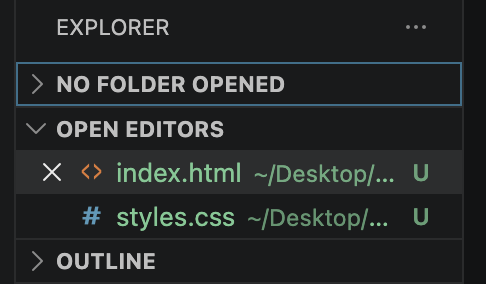 EXPLORER ...
NO FOLDER OPENED
OPEN EDITORS
index.html ~/Desktop/... U
# styles.css ~/Desktop/... U
OUTLINE